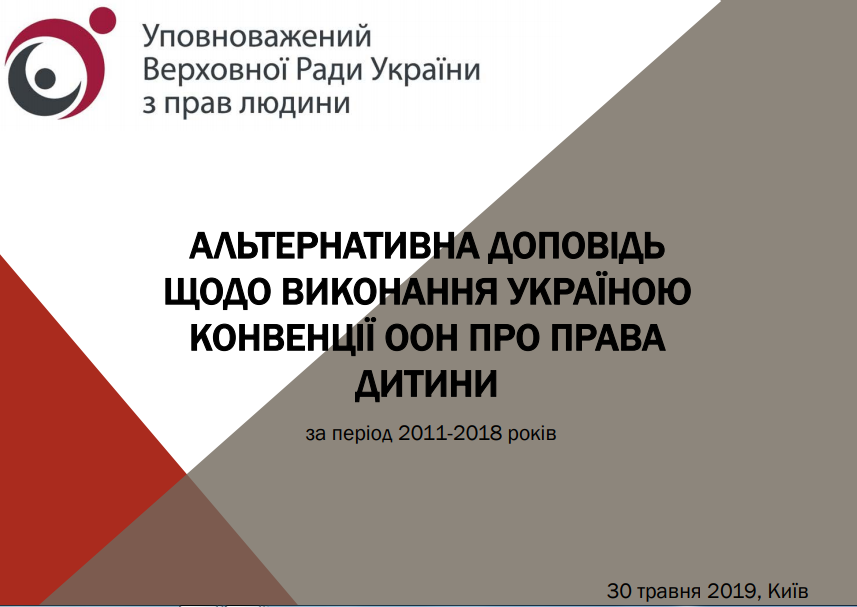 Уповноважений
Верховної Ради України
з прав людини
АЛЬТЕРНАТИВНА ДОПОВІДЬ
ЩОДО ВИКОНАННЯ УКРАЇНОЮ
КОНВЕНЦІЇ ООН ПРО ПРАВА
ДИТИНИ
за період 2011-2018 років
30 травня 2019, Київ